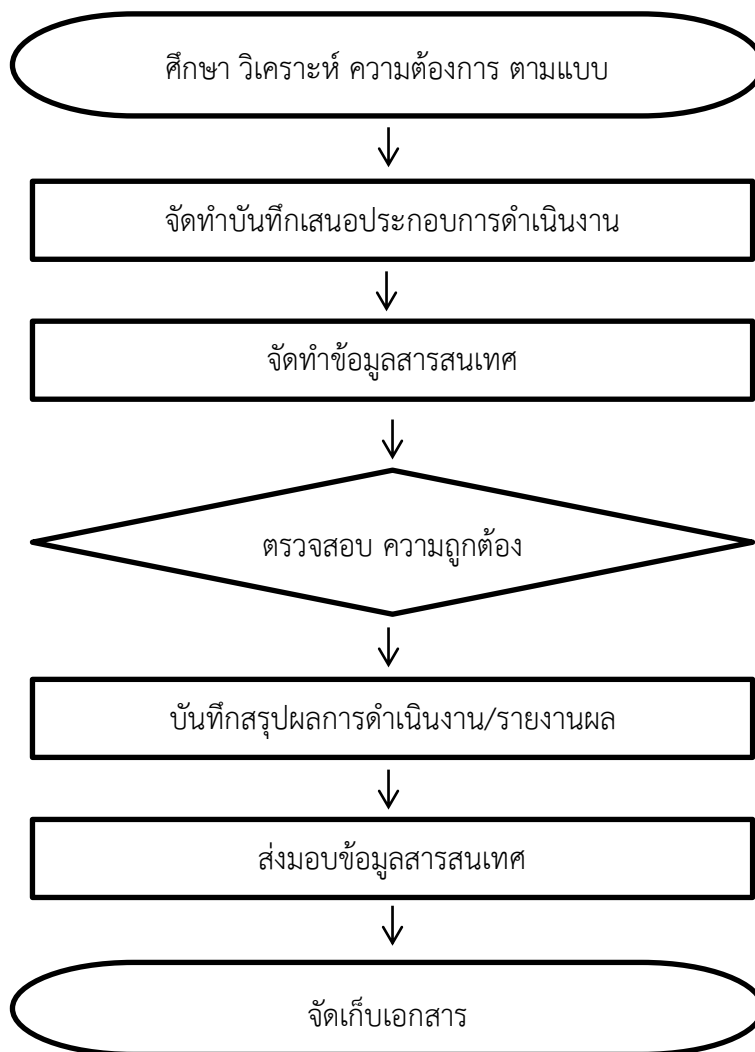 ศึกษา วิเคราะห์ ความต้องการ ตามแบบ
จัดทำบันทึกเสนอประกอบการดำเนินงาน
จัดทำข้อมูลสารสนเทศ
ตรวจสอบ ความถูกต้อง
บันทึกสรุปผลการดำเนินงาน/รายงานผล
ส่งมอบข้อมูลสารสนเทศ
จัดเก็บเอกสาร